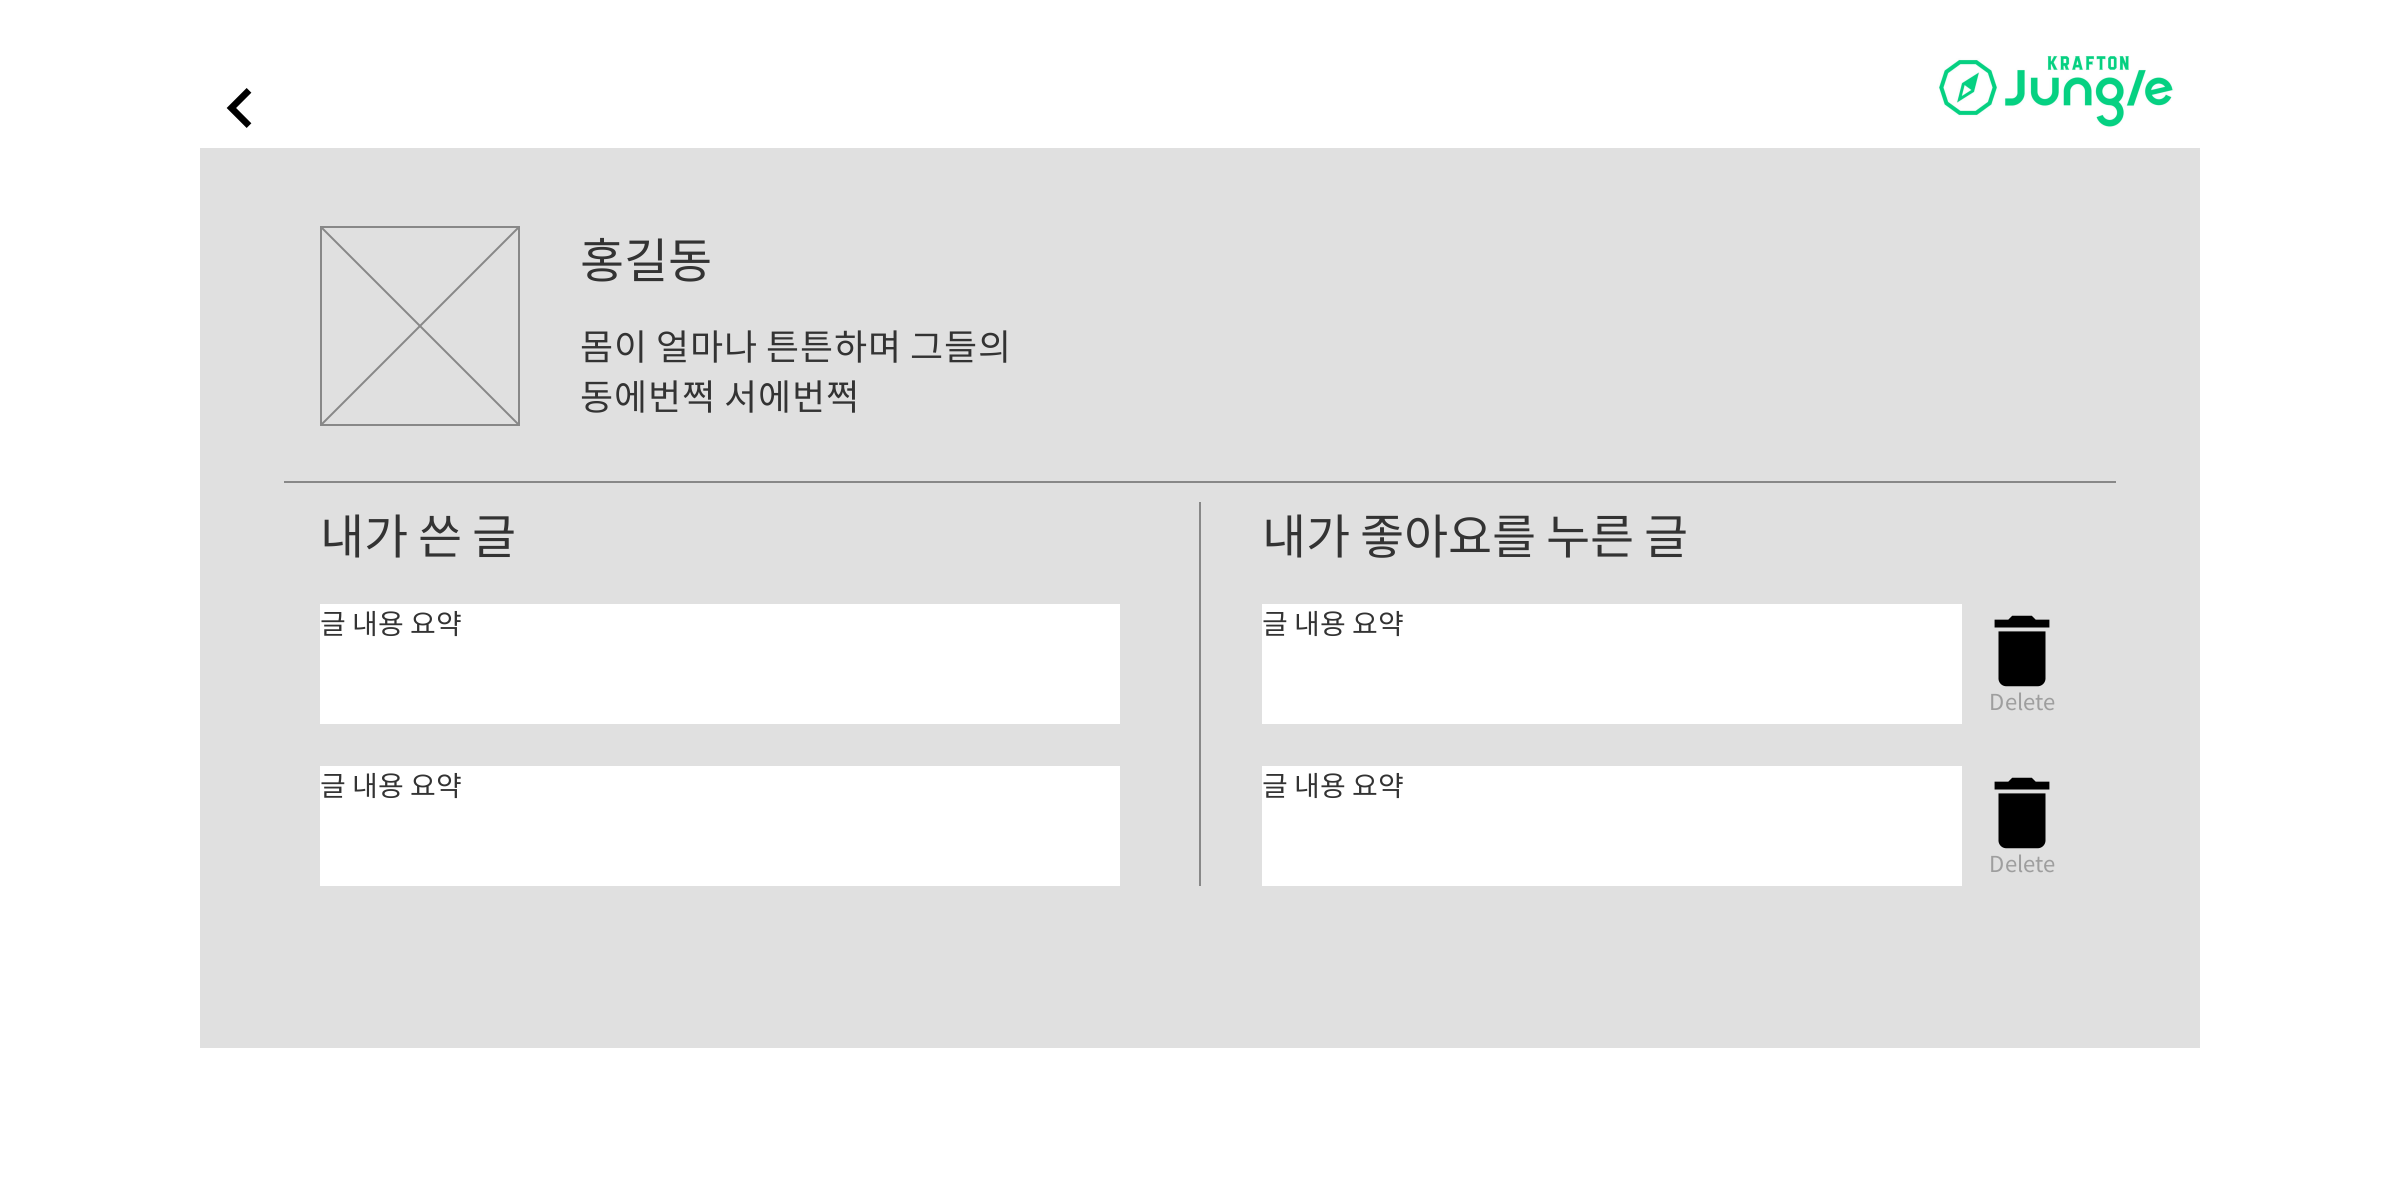 KRAFTON
Jungle
홍길동
몸이 얼마나 튼튼하며 그들의
동에번쩍 서에번쩍
내가 쓴 글
글 내용 요약
글 내용 요약
내가 좋아요를 누른 글
글 내용 요약
Delete
글 내용 요약
Delete